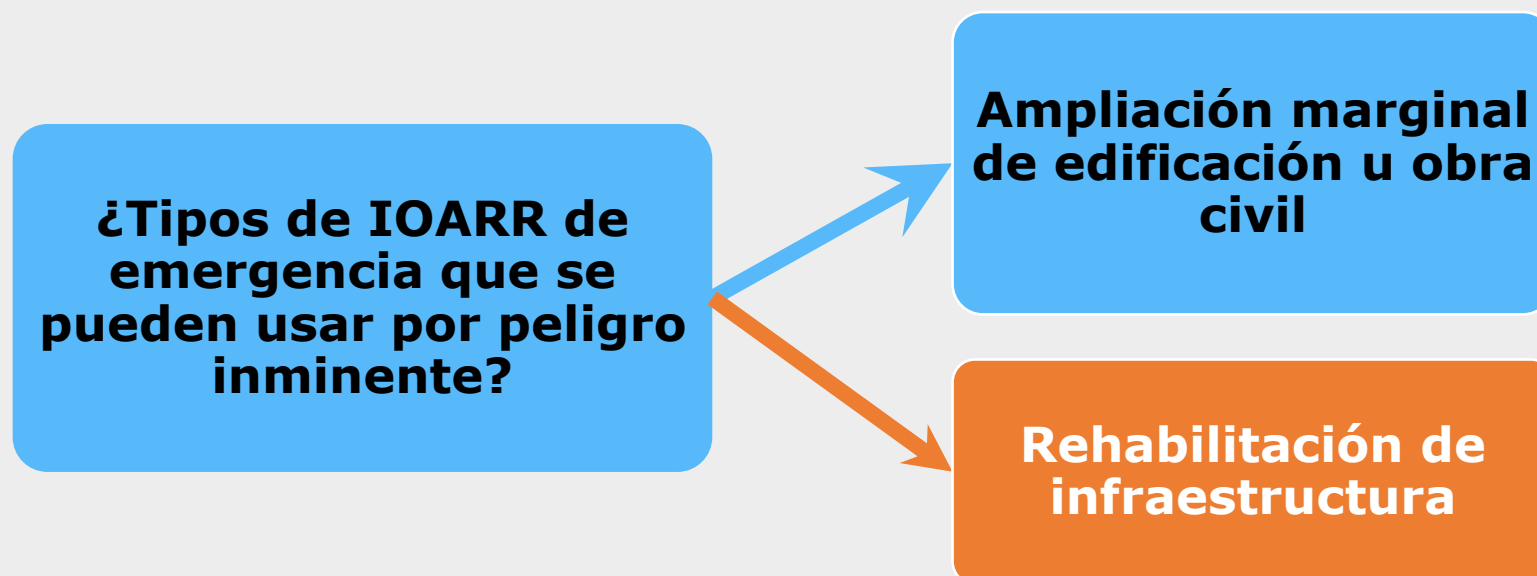 ¿Tipos de IOARR de
emergencia que se
pueden usar por peligro
inminente?
Ampliación marginal
de edificación u obra
civil
Rehabilitación de
infraestructura